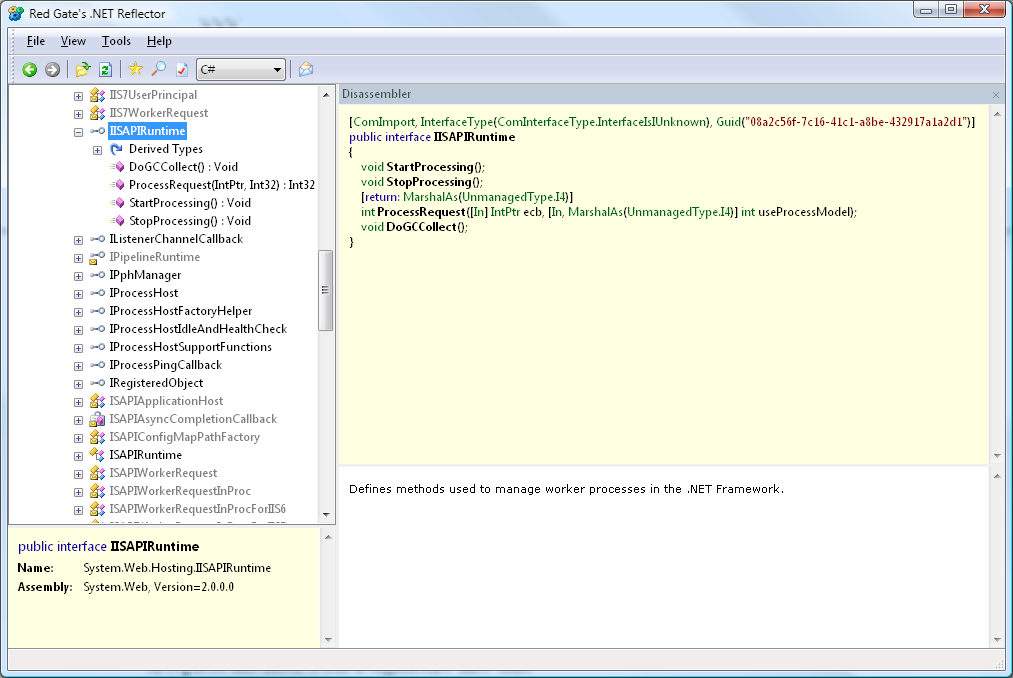 Red Gate's .NET Reflector
File View Tools Help
C#
IIS7UserPrincipal
IIS7WorkerRequest
IISAPIRuntime
Derived Types
DoGCCollect() : Void
ProcessRequest(IntPtr, Int32) : Int32
StartProcessing() : Void
StopProcessing() : Void
IListenerChannelCallback
IPipelineRuntime
IPphManager
IProcessHost
IProcessHostFactoryHelper
IProcessHostIdleAndHealthCheck
IProcessHostSupportFunctions
IProcessPingCallback
IRegisteredObject
ISAPIApplicationHost
ISAPIAsyncCompletionCallback
ISAPIConfigMapPathFactory
ISAPIRuntime
ISAPIWorkerRequest
ISAPIWorkerRequestInProc
ISAPIWorkerRequestInProcForIIS6
public interface IISAPIRuntime
Name: System.Web.Hosting.IISAPIRuntime
Assembly: System.Web, Version=2.0.0.0
Disassembler
[ComImport, InterfaceType(ComInterfaceType.InterfaceIsIUnknown), Guid("08a2c56f-7c16-41c1-a8be-432917a1a2d1")]
public interface IISAPIRuntime
{
void StartProcessing();
void StopProcessing();
[return: MarshalAs(UnmanagedType.I4)]
int ProcessRequest([In] IntPtr ecb, [In, MarshalAs(UnmanagedType.I4)] int useProcessModel);
void DoGCCollect();
}
Defines methods used to manage worker processes in the .NET Framework.